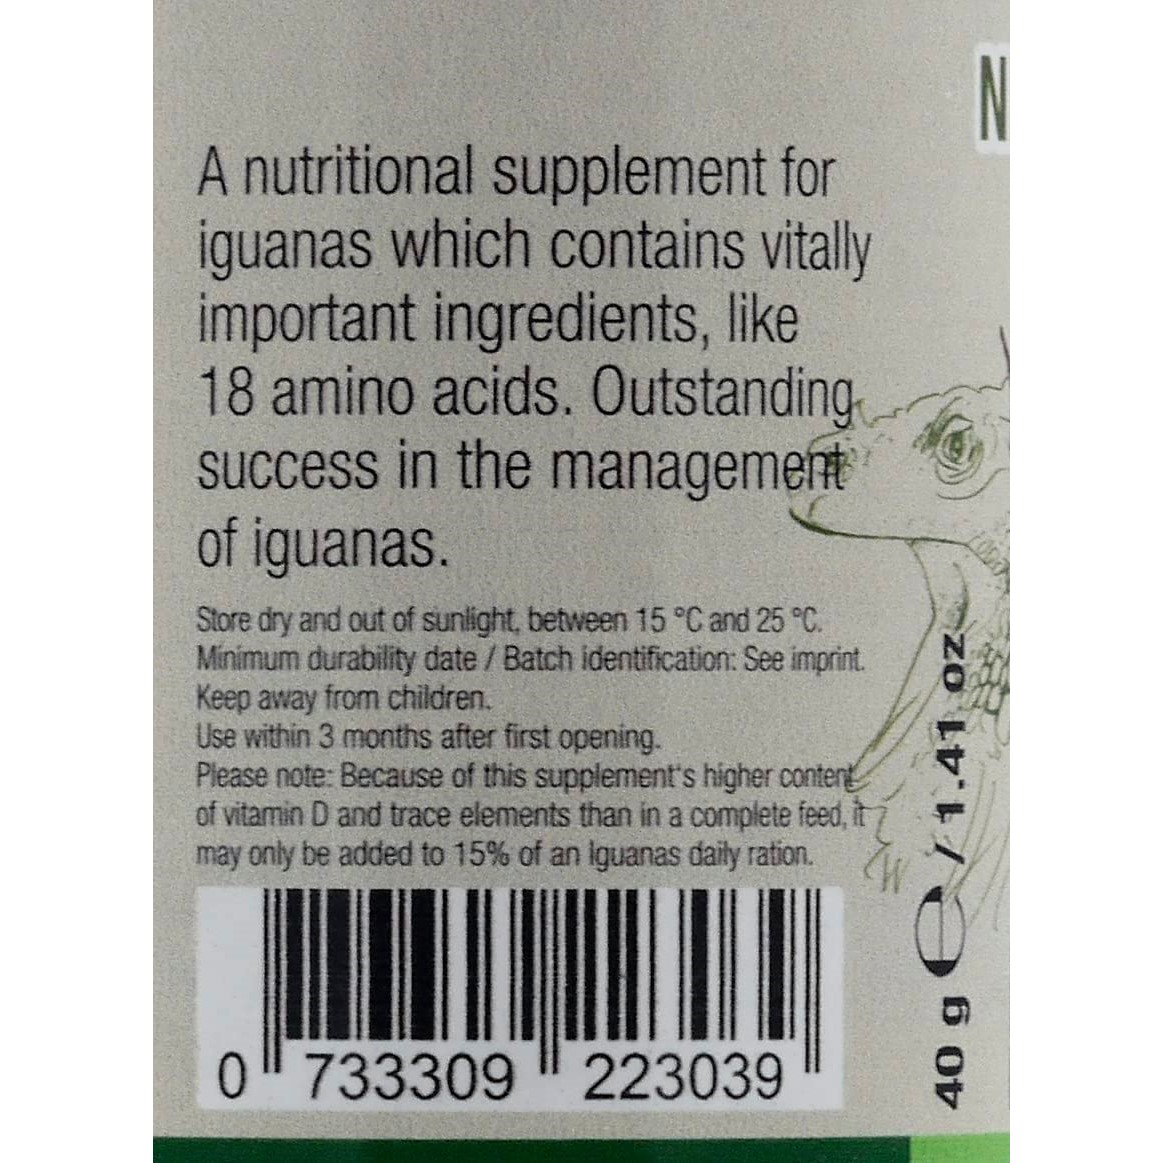 N
A nutritional supplement for
iguanas which contains vitally
important ingredients, like
18 amino acids. Outstanding
success in the management
of iguanas.
Store dry and out of sunlight, between 15 °C and 25 °C.
Minimum durability date / Batch identification: See imprint.
Keep away from children.
Use within 3 months after first opening.
Please note: Because of this supplement's higher content
of vitamin D and trace elements than in a complete feed, it
may only be added to 15% of an Iguanas daily ration.
0 733309 223039
40 g ℮ / 1.41 oz